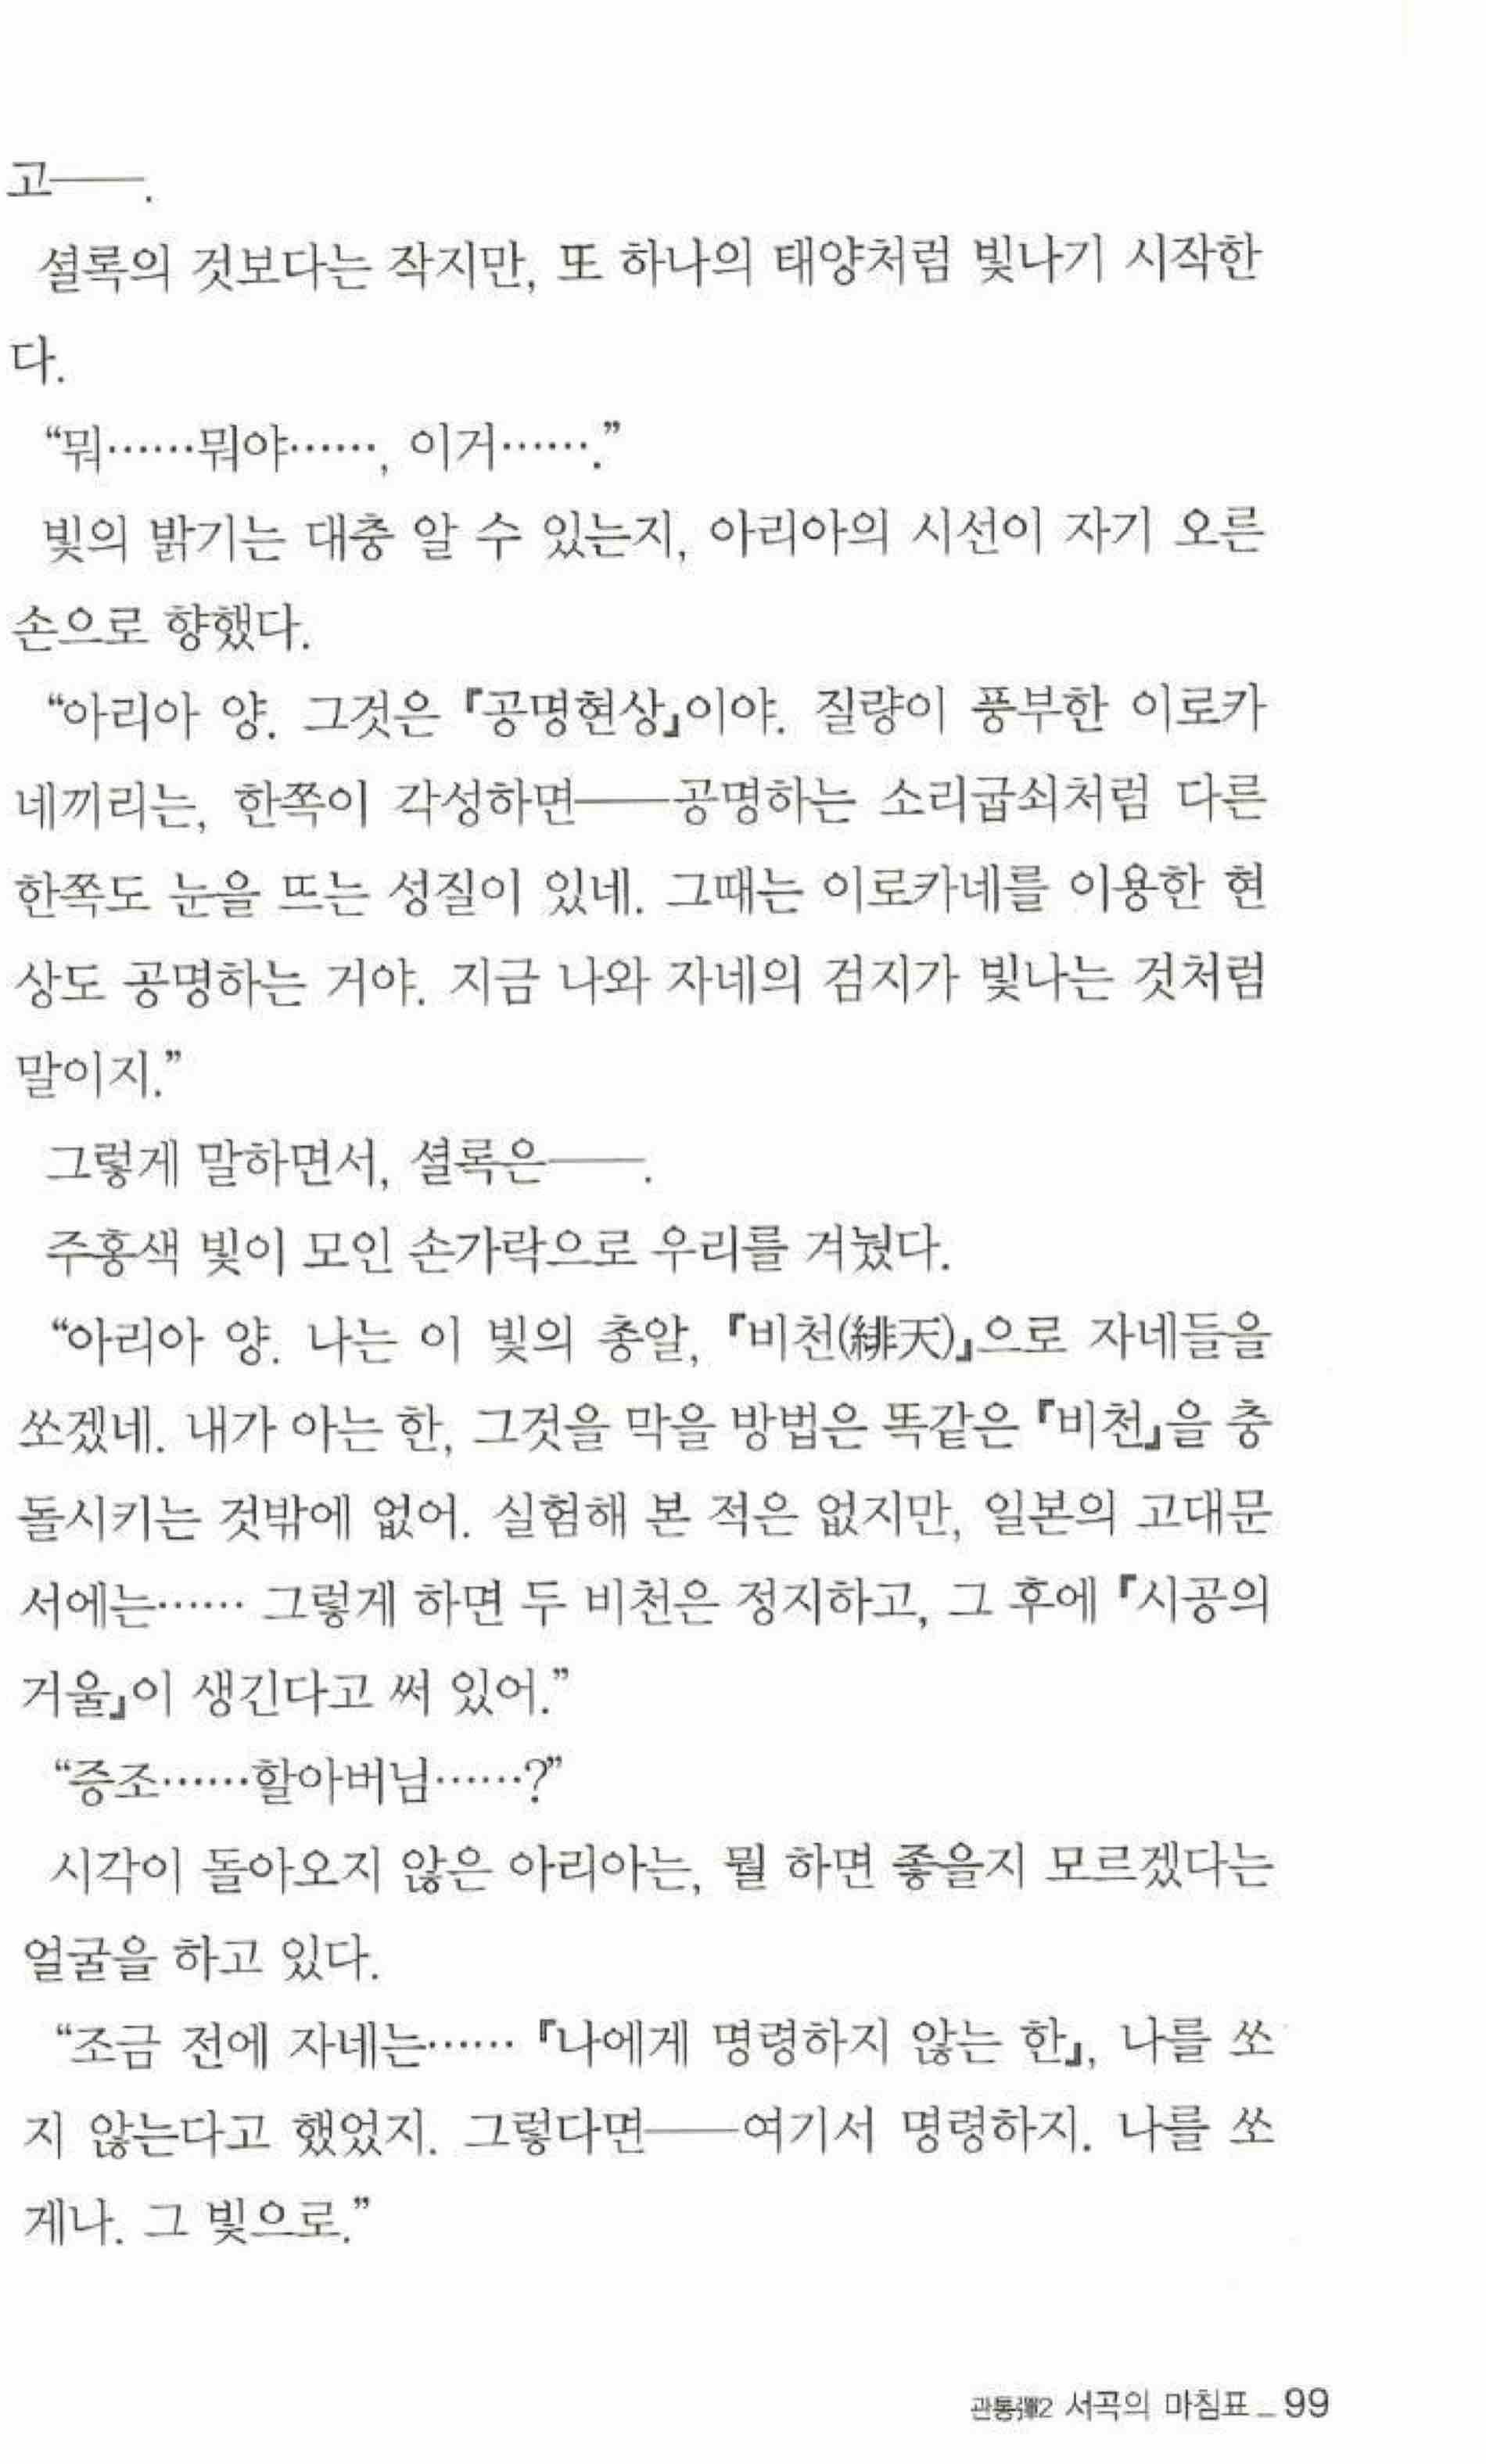 고──.
셜록의 것보다는 작지만, 또 하나의 태양처럼 빛나기 시작한
다.
“뭐……뭐야……, 이거…….”
빛의 밝기는 대충 알 수 있는지, 아리아의 시선이 자기 오른
손으로 향했다.
“아리아 양. 그것은 『공명현상』이야. 질량이 풍부한 이로카
네끼리는, 한쪽이 각성하면──공명하는 소리굽쇠처럼 다른
한쪽도 눈을 뜨는 성질이 있네. 그때는 이로카네를 이용한 현
상도 공명하는 거야. 지금 나와 자네의 검지가 빛나는 것처럼
말이지.”
그렇게 말하면서, 셜록은──.
주홍색 빛이 모인 손가락으로 우리를 겨눴다.
“아리아 양. 나는 이 빛의 총알, 『비천(緋天)』으로 자네들을
쏘겠네. 내가 아는 한, 그것을 막을 방법은 똑같은 『비천』을 충
돌시키는 것밖에 없어. 실험해 본 적은 없지만, 일본의 고대문
서에는…… 그렇게 하면 두 비천은 정지하고, 그 후에 『시공의
거울』이 생긴다고 써 있어.”
“증조……할아버님……?”
시각이 돌아오지 않은 아리아는, 뭘 하면 좋을지 모르겠다는
얼굴을 하고 있다.
“조금 전에 자네는…… 『나에게 명령하지 않는 한』, 나를 쏘
지 않는다고 했었지. 그렇다면──여기서 명령하지. 나를 쏘
게나. 그 빛으로.”
관통彈2 서곡의 마침표 _ 99